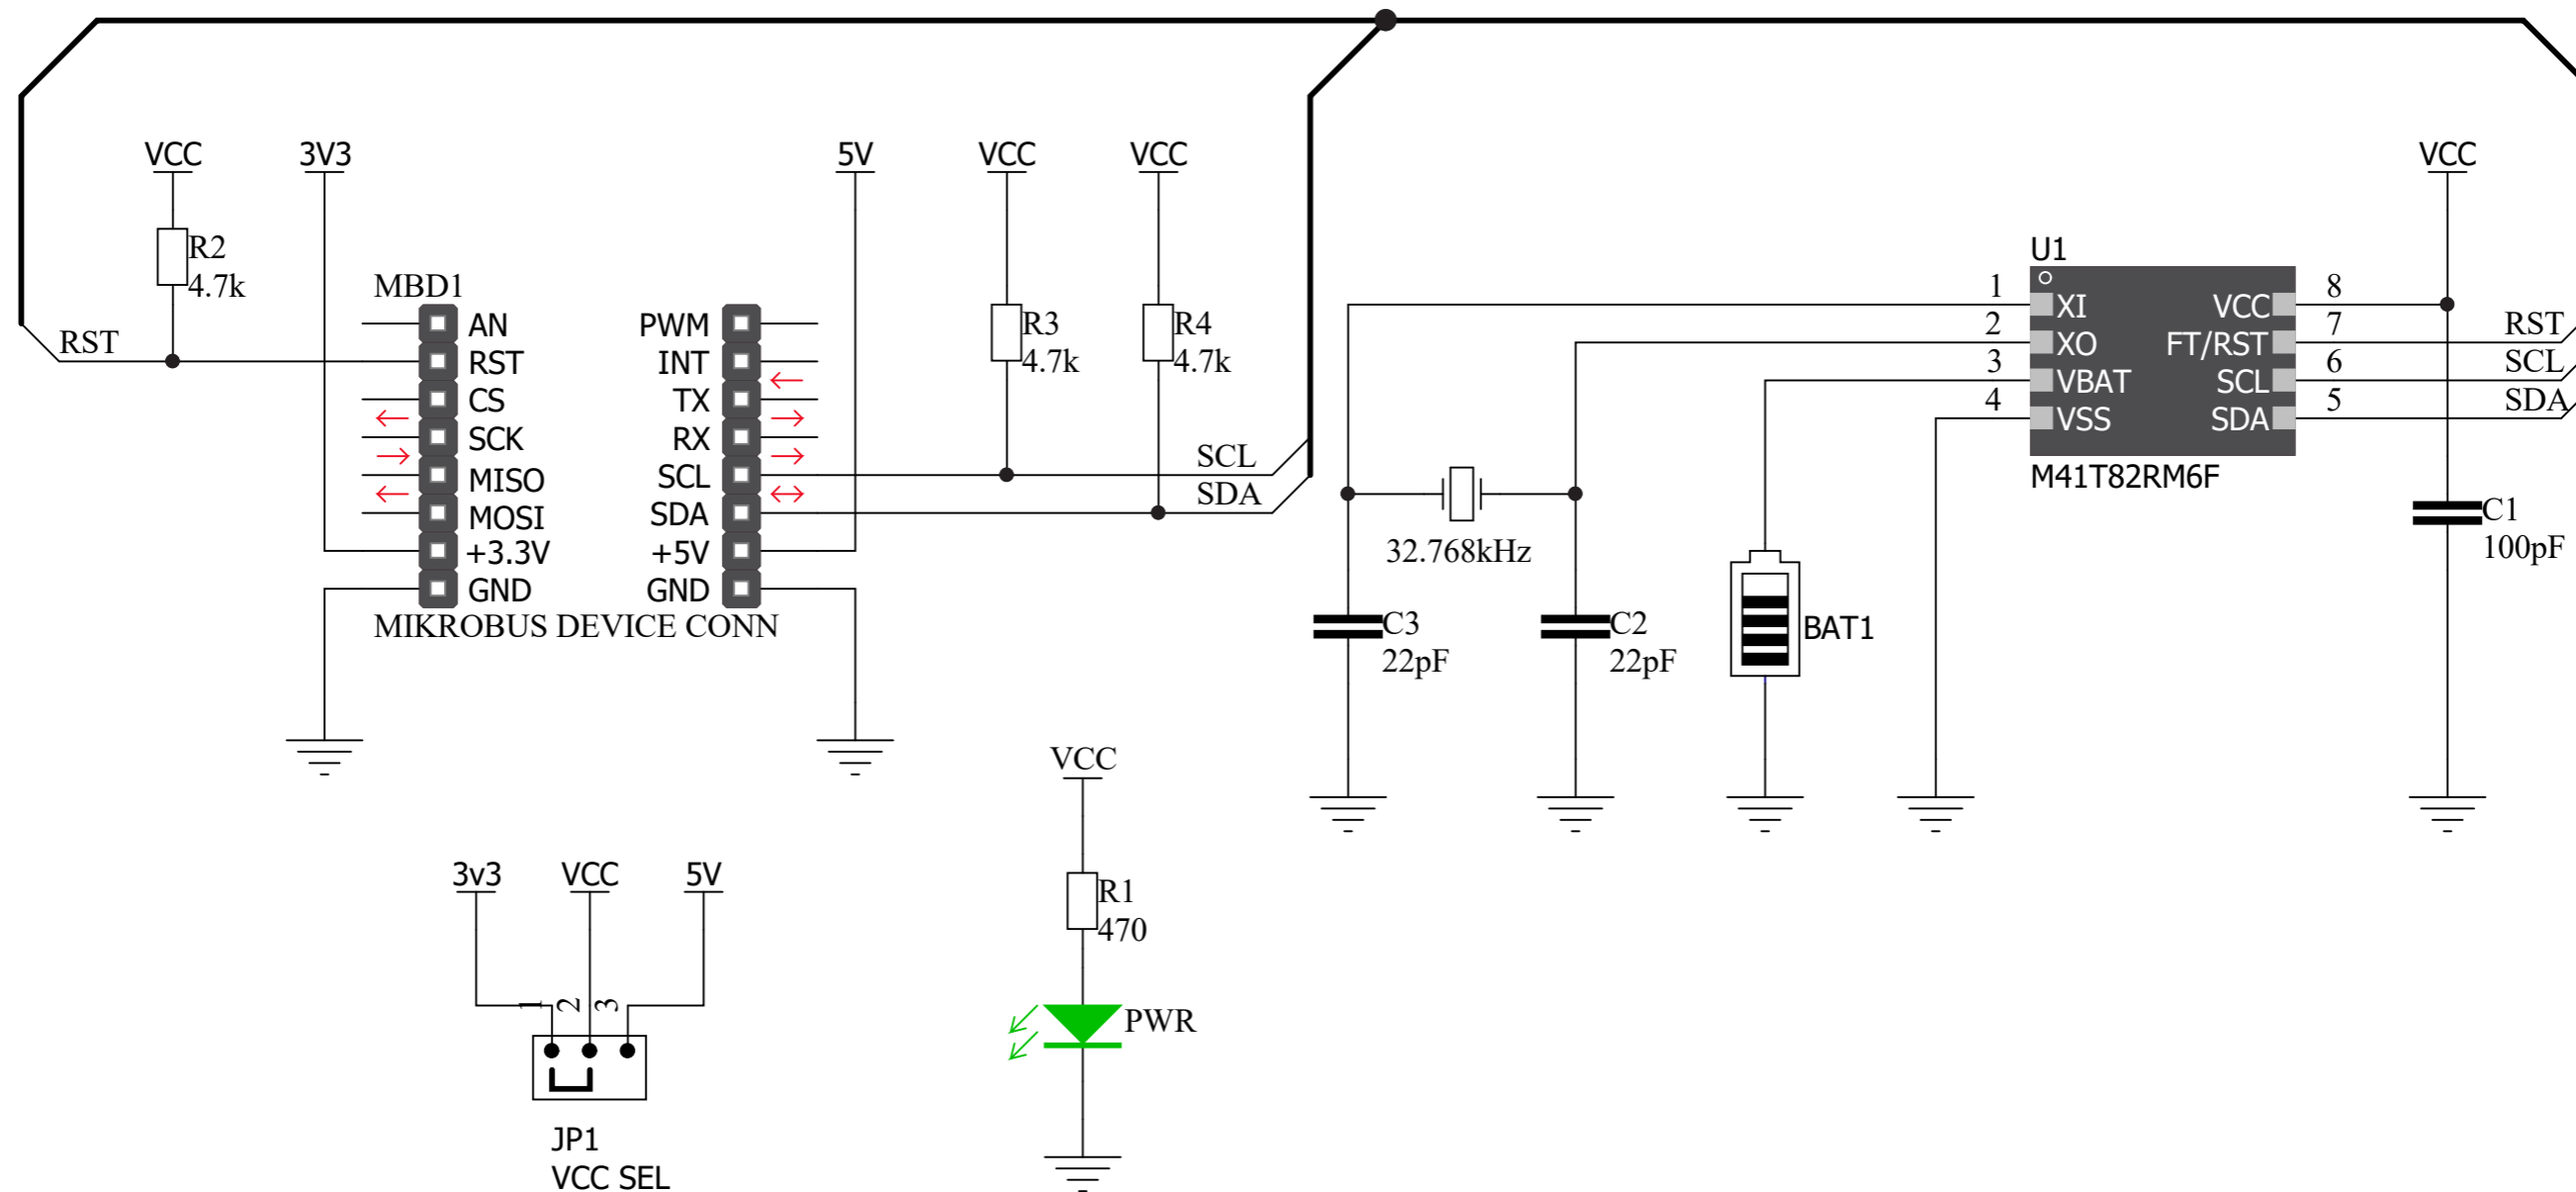 VCC
3V3
5V
VCC
VCC
VCC
R2
4.7k
RST
MBD1
AN
RST
CS
SCK
MISO
MOSI
+3.3V
GND
PWM
INT
TX
RX
SCL
SDA
+5V
GND
MIKROBUS DEVICE CONN
R3
4.7k
R4
4.7k
SCL
SDA
32.768kHz
C3
22pF
C2
22pF
BAT1
U1
1
2
3
4
XI
XO
VBAT
VSS
VCC
FT/RST
SCL
SDA
8
7
6
5
M41T82RM6F
RST
SCL
SDA
C1
100pF
3v3
VCC
5V
1
2
3
JP1
VCC SEL
VCC
R1
470
PWR